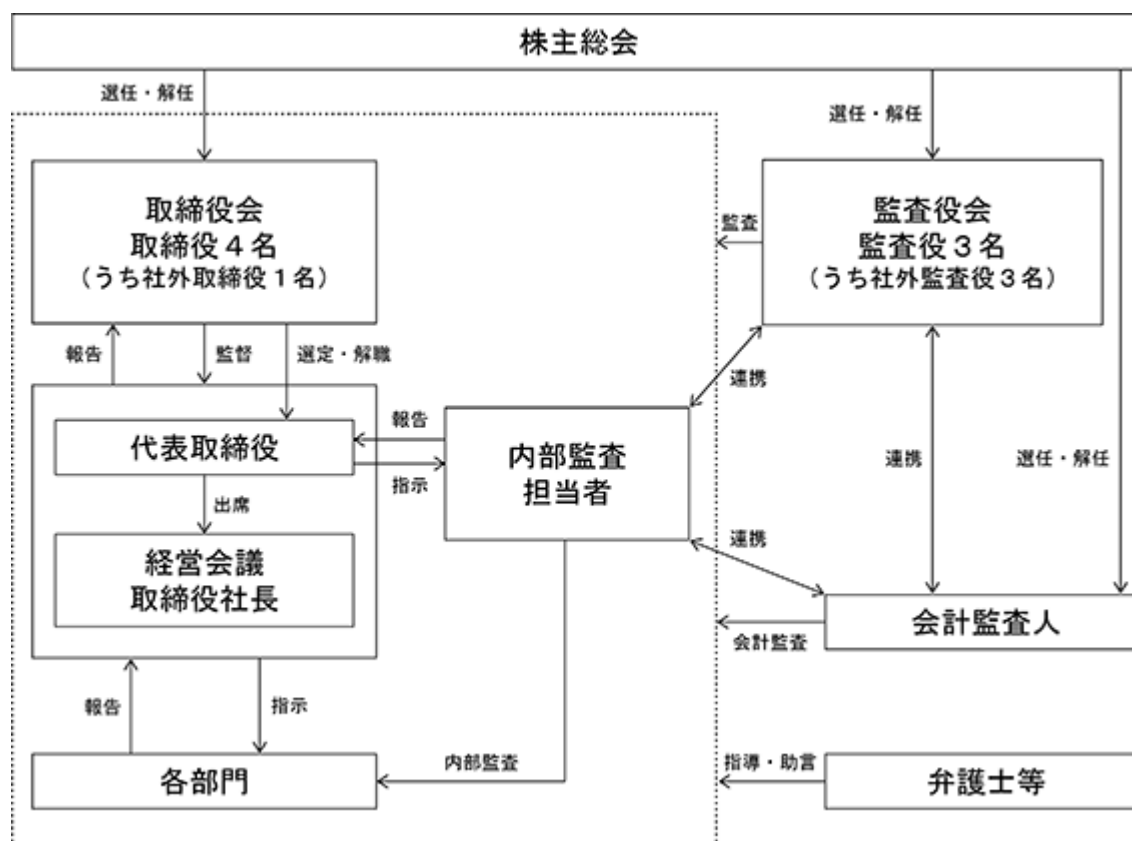 株主総会
選任・解任
選任・解任
取締役会
取締役4名
(うち社外取締役1名)
監査役会
監査役3名
(うち社外監査役3名)
監査
報告
監督
選定・解職
連携
代表取締役
報告
指示
内部監査
担当者
連携
選任・解任
出席
経営会議
取締役社長
連携
会計監査人
会計監査
報告
指示
各部門
内部監査
指導・助言
弁護士等